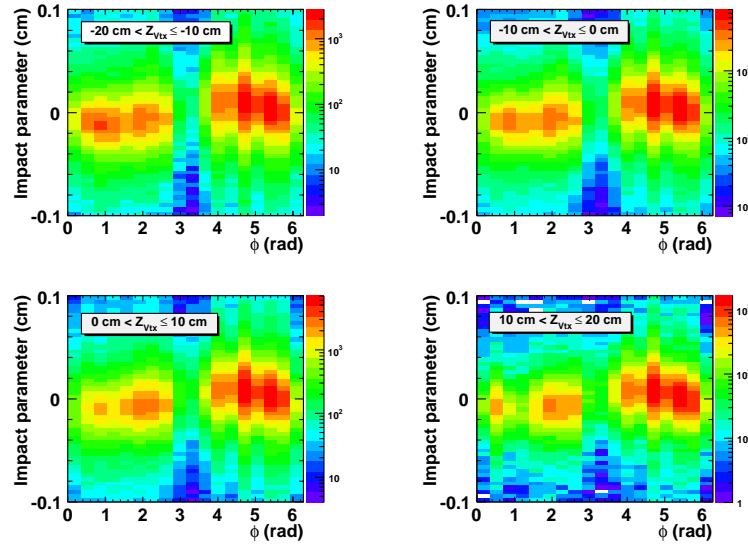 0.1
-20 cm < Z_Vtx ≤ -10 cm
Impact parameter (cm)
0
-0.1
0 1 2 3 4 5 6
ϕ (rad)
10³
10²
10
0.1
-10 cm < Z_Vtx ≤ 0 cm
Impact parameter (cm)
0
-0.1
0 1 2 3 4 5 6
ϕ (rad)
0.1
0 cm < Z_Vtx ≤ 10 cm
Impact parameter (cm)
0
-0.1
0 1 2 3 4 5 6
ϕ (rad)
10³
10²
10
0.1
10 cm < Z_Vtx ≤ 20 cm
Impact parameter (cm)
0
-0.1
0 1 2 3 4 5 6
ϕ (rad)
1